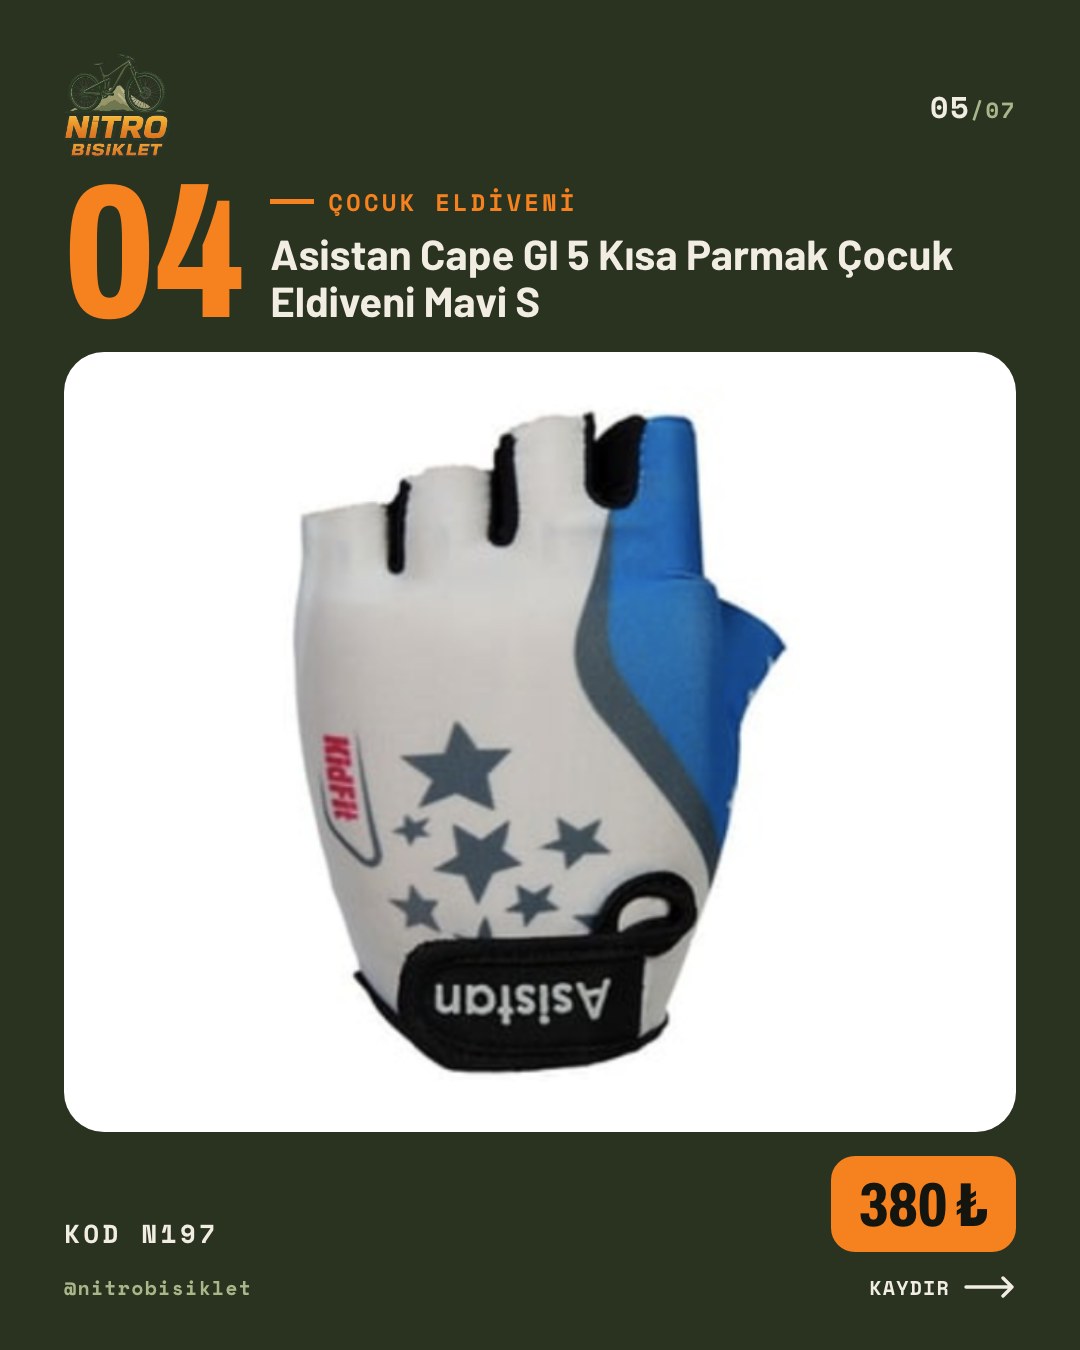 NiTRO
BISIKLET
05/07
04
ÇOCUK ELDİVENİ
Asistan Cape Gl 5 Kısa Parmak Çocuk
Eldiveni Mavi S
KidFit
Asistan
380 ₺
KOD N197
@nitrobisiklet
KAYDIR